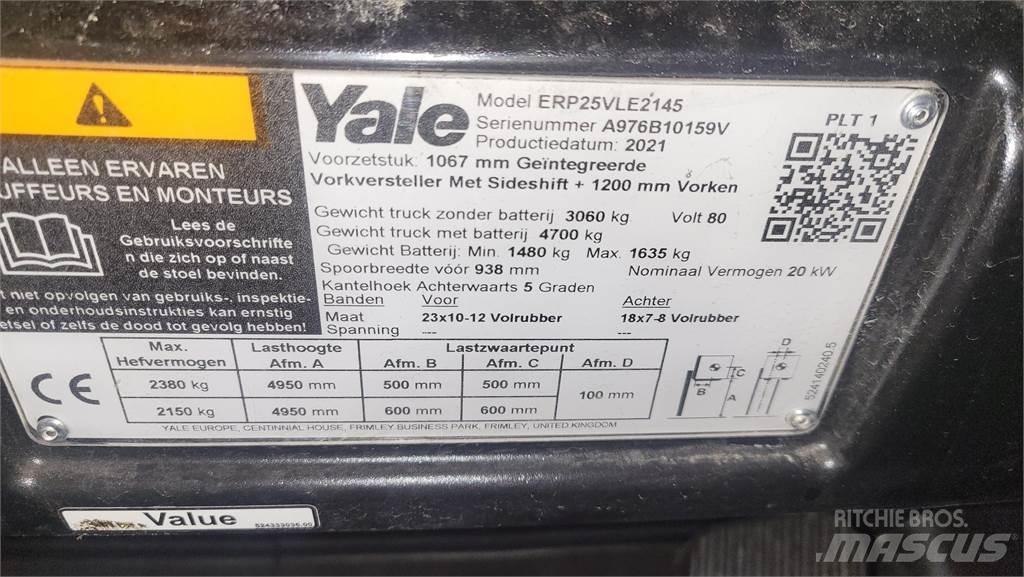 ALLEEN ERVAREN
UFFEURS EN MONTEURS
Lees de
Gebruiksvoorschrifte
n die zich op of naast
de stoel bevinden.
t niet opvolgen van gebruiks-, inspektie-
en onderhoudsinstrukties kan ernstig
etsel of zelfs de dood tot gevolg hebben!
Yale
Model ERP25VLE2145
Serienummer A976B10159V
Productiedatum: 2021
PLT 1
Voorzetstuk: 1067 mm Geïntegreerde
Vorkversteller Met Sideshift + 1200 mm Vorken
Gewicht truck zonder batterij 3060 kg Volt 80
Gewicht truck met batterij 4700 kg
Gewicht Batterij: Min. 1480 kg Max. 1635 kg
Spoorbreedte vóór 938 mm Nominaal Vermogen 20 kW
Kantelhoek Achterwaarts 5 Graden
Banden Voor Achter
Maat 23x10-12 Volrubber 18x7-8 Volrubber
Spanning --- ---
Max. Hefvermogen Lasthoogte Afm. A Lastzwaartepunt
Afm. B Afm. C Afm. D
2380 kg 4950 mm 500 mm 500 mm 100 mm
2150 kg 4950 mm 600 mm 600 mm
B C A D
524140240.5
CE
YALE EUROPE, CENTINNIAL HOUSE, FRIMLEY BUSINESS PARK, FRIMLEY, UNITED KINGDOM
Value
RITCHIE BROS.
MASCUS